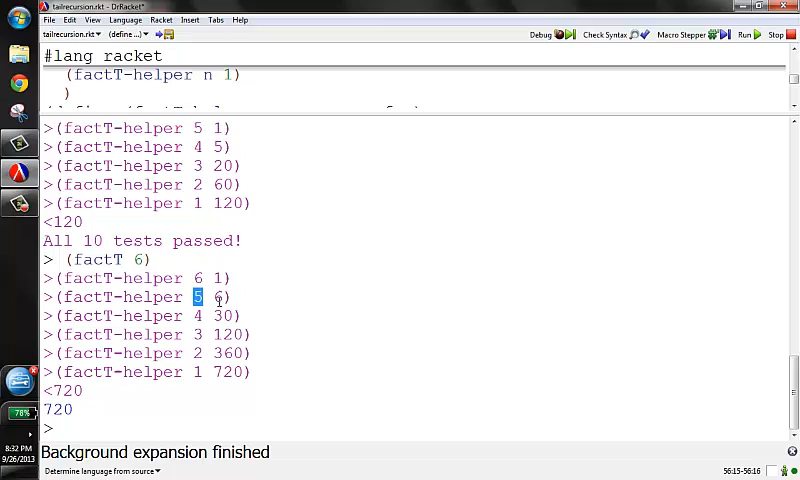 tailrecursion.rkt - DrRacket*
File Edit View Language Racket Insert Tabs Help
tailrecursion.rkt (define ...) Debug Check Syntax Macro Stepper Run Stop
#lang racket
(factT-helper n 1)
)
>(factT-helper 5 1)
>(factT-helper 4 5)
>(factT-helper 3 20)
>(factT-helper 2 60)
>(factT-helper 1 120)
<120
All 10 tests passed!
> (factT 6)
>(factT-helper 6 1)
>(factT-helper 5 6)
>(factT-helper 4 30)
>(factT-helper 3 120)
>(factT-helper 2 360)
>(factT-helper 1 720)
<720
720
>
Background expansion finished
Determine language from source 56:15-56:16
78%
8:32 PM
9/26/2013